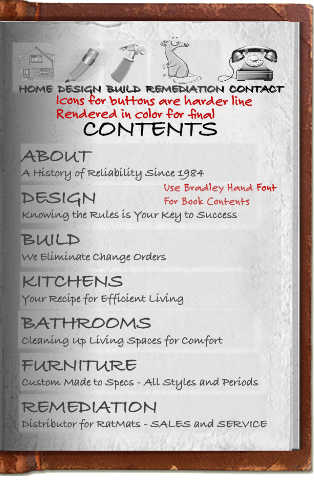 HOME DESIGN BUILD REMEDIATION CONTACT
Icons for buttons are harder line
Rendered in color for final
CONTENTS
ABOUT
A History of Reliability Since 1984
Use Bradley Hand Font
For Book Contents
DESIGN
Knowing the Rules is Your Key to Success
BUILD
We Eliminate Change Orders
KITCHENS
Your Recipe for Efficient Living
BATHROOMS
Cleaning Up Living Spaces for Comfort
FURNITURE
Custom Made to Specs - All Styles and Periods
REMEDIATION
Distributor for RatMats - SALES and SERVICE